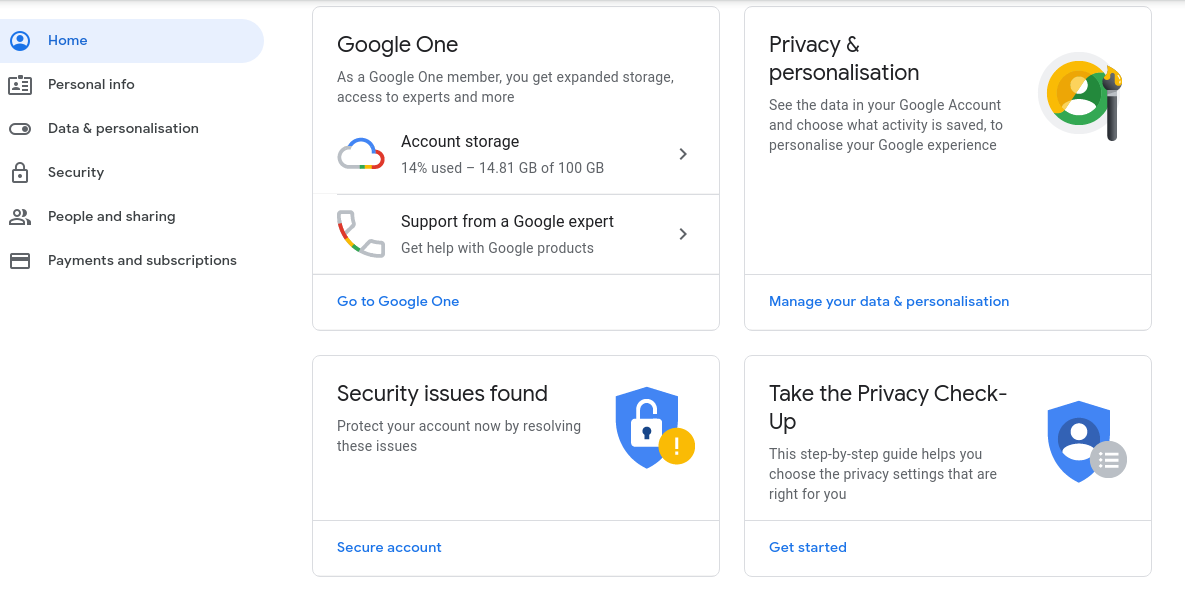 Home
Personal info
Data & personalisation
Security
People and sharing
Payments and subscriptions
Google One
As a Google One member, you get expanded storage,
access to experts and more
Account storage
14% used – 14.81 GB of 100 GB
Support from a Google expert
Get help with Google products
Go to Google One
Privacy &
personalisation
See the data in your Google Account
and choose what activity is saved, to
personalise your Google experience
Manage your data & personalisation
Security issues found
Protect your account now by resolving
these issues
Secure account
Take the Privacy Check-
Up
This step-by-step guide helps you
choose the privacy settings that are
right for you
Get started